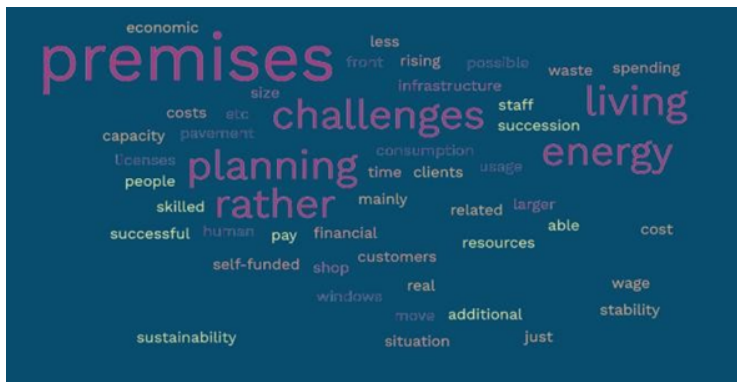 economic
premises
less
front rising possible
waste spending
size infrastructure
living
costs etc challenges staff
succession
capacity pavement
consumption energy
licenses planning time clients usage
people
skilled rather mainly
related larger
successful human pay financial
able cost
resources
self-funded shop customers
real wage
windows
move additional stability
sustainability situation just